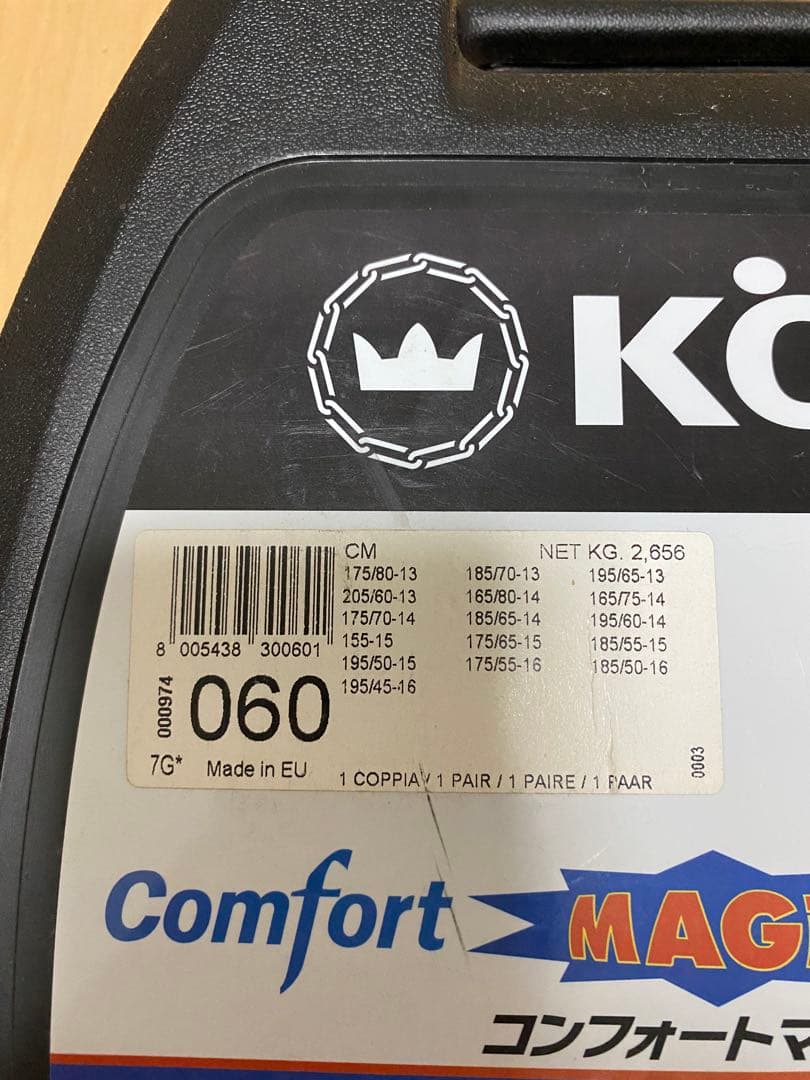 KÖ
CM NET KG. 2,656
175/80-13 185/70-13 195/65-13
205/60-13 165/80-14 165/75-14
175/70-14 185/65-14 195/60-14
155-15 175/65-15 185/55-15
195/50-15 175/55-16 185/50-16
195/45-16
8 005438 300601
000974
060
7G* Made in EU
1 COPPIA / 1 PAIR / 1 PAIRE / 1 PAAR
0003
Comfort MAGI
コンフォートマ